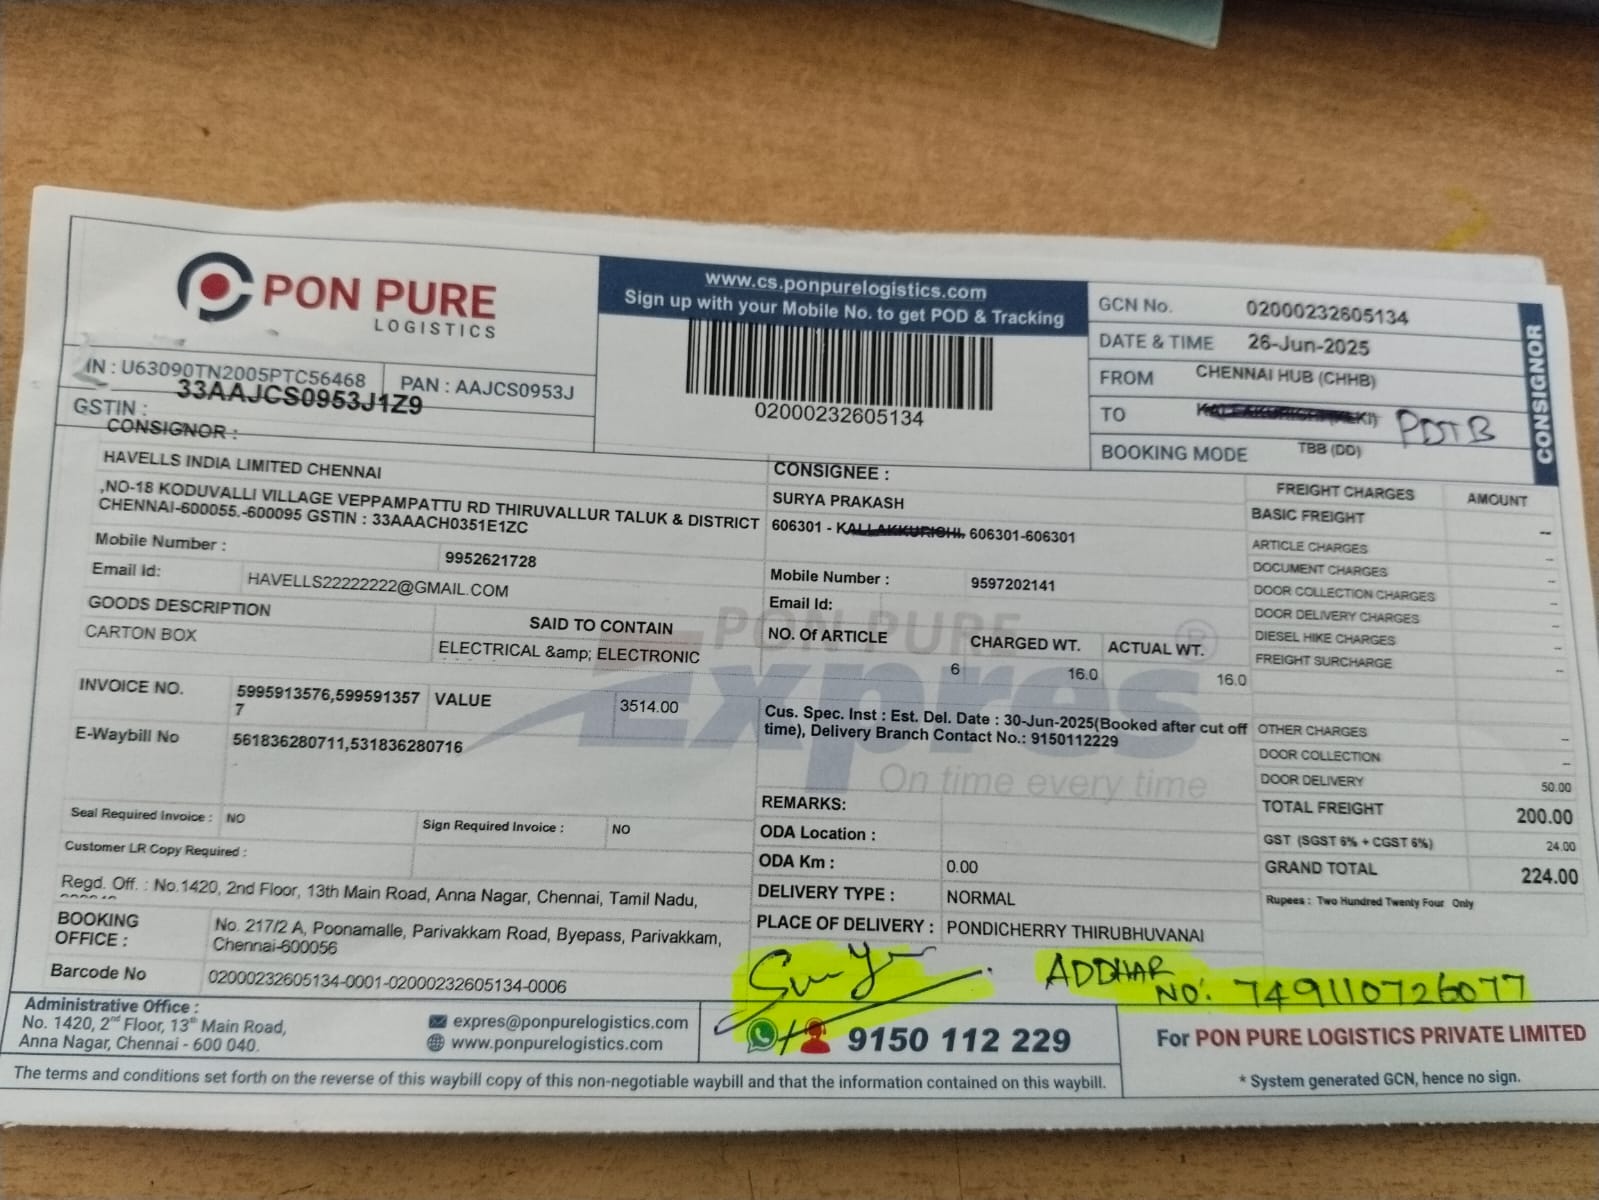 PON PURE
LOGISTICS
www.cs.ponpurelogistics.com
Sign up with your Mobile No. to get POD & Tracking
02000232605134
GCN No. 02000232605134
DATE & TIME 26-Jun-2025
FROM CHENNAI HUB (CHHB)
TO PDTB
BOOKING MODE TBB (DD)
CONSIGNOR
IN : U63090TN2005PTC56468 PAN : AAJCS0953J
GSTIN : 33AAJCS0953J1Z9
CONSIGNOR :
HAVELLS INDIA LIMITED CHENNAI
,NO-18 KODUVALLI VILLAGE VEPPAMPATTU RD THIRUVALLUR TALUK & DISTRICT
CHENNAI-600055.-600095 GSTIN : 33AAACH0351E1ZC
Mobile Number : 9952621728
Email Id: HAVELLS22222222@GMAIL.COM
GOODS DESCRIPTION SAID TO CONTAIN
CARTON BOX ELECTRICAL &amp; ELECTRONIC
INVOICE NO. 5995913576,599591357
7
VALUE 3514.00
E-Waybill No 561836280711,531836280716
Seal Required Invoice : NO Sign Required Invoice : NO
Customer LR Copy Required :
Regd. Off. : No.1420, 2nd Floor, 13th Main Road, Anna Nagar, Chennai, Tamil Nadu,
BOOKING
OFFICE :
No. 217/2 A, Poonamalle, Parivakkam Road, Byepass, Parivakkam,
Chennai-600056
Barcode No 02000232605134-0001-02000232605134-0006
CONSIGNEE :
SURYA PRAKASH
606301 - KALLAKKURICHI, 606301-606301
Mobile Number : 9597202141
Email Id:
NO. Of ARTICLE CHARGED WT. ACTUAL WT.
6 16.0 16.0
PON PURE
Expres
On time every time
Cus. Spec. Inst : Est. Del. Date : 30-Jun-2025(Booked after cut off
time), Delivery Branch Contact No.: 9150112229
REMARKS:
ODA Location :
ODA Km : 0.00
DELIVERY TYPE : NORMAL
PLACE OF DELIVERY : PONDICHERRY THIRUBHUVANAI
FREIGHT CHARGES AMOUNT
BASIC FREIGHT --
ARTICLE CHARGES --
DOCUMENT CHARGES --
DOOR COLLECTION CHARGES --
DOOR DELIVERY CHARGES --
DIESEL HIKE CHARGES --
FREIGHT SURCHARGE --
OTHER CHARGES --
DOOR COLLECTION --
DOOR DELIVERY 50.00
TOTAL FREIGHT 200.00
GST (SGST 6% + CGST 6%) 24.00
GRAND TOTAL 224.00
Rupees : Two Hundred Twenty Four Only
ADDHAR
NO: 749110726077
Administrative Office :
No. 1420, 2nd Floor, 13th Main Road,
Anna Nagar, Chennai - 600 040.
expres@ponpurelogistics.com
www.ponpurelogistics.com
9150 112 229
For PON PURE LOGISTICS PRIVATE LIMITED
* System generated GCN, hence no sign.
The terms and conditions set forth on the reverse of this waybill copy of this non-negotiable waybill and that the information contained on this waybill.